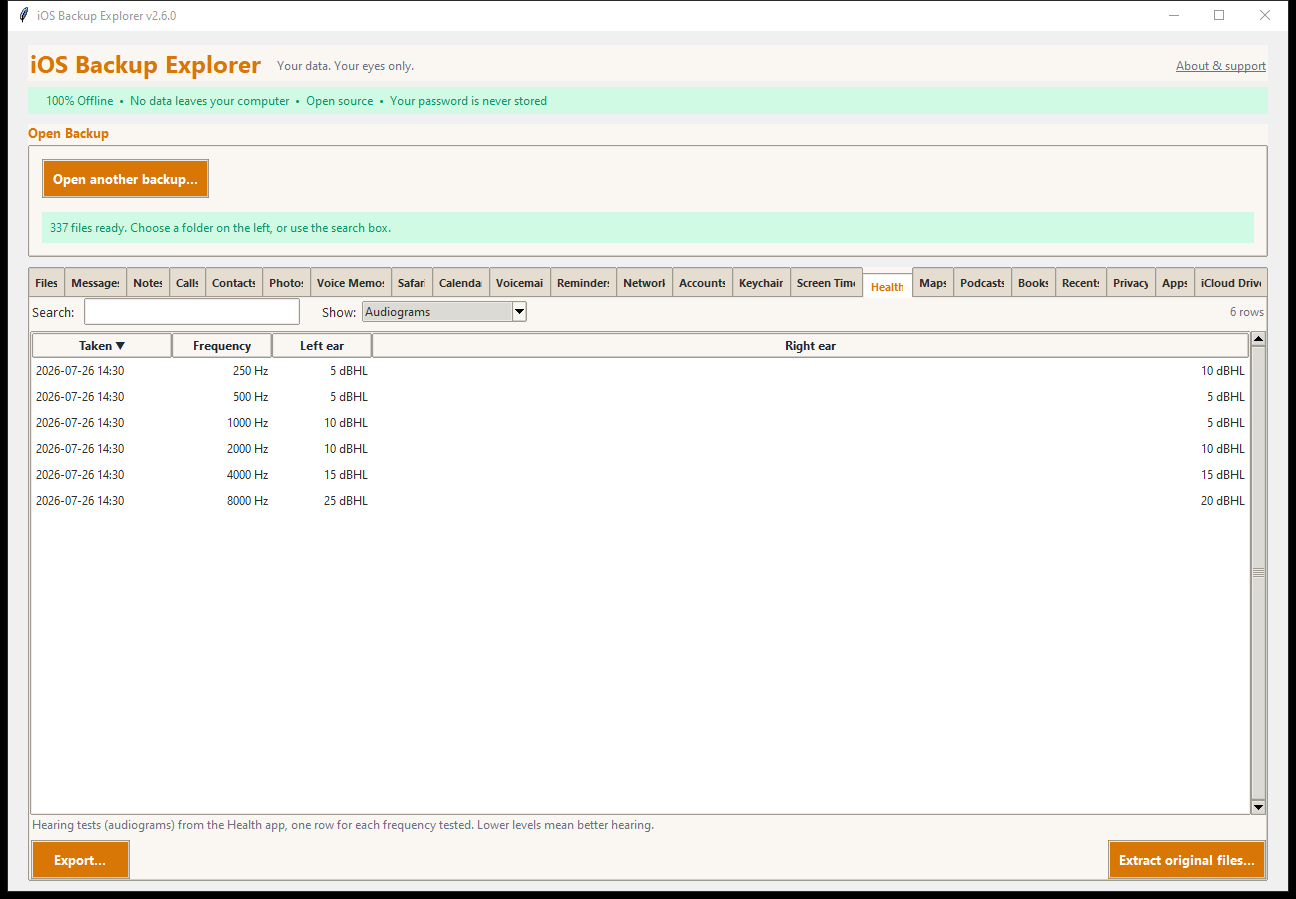 iOS Backup Explorer v2.6.0
iOS Backup Explorer Your data. Your eyes only. About & support
100% Offline • No data leaves your computer • Open source • Your password is never stored
Open Backup
Open another backup...
337 files ready. Choose a folder on the left, or use the search box.
Files Messages Notes Calls Contacts Photos Voice Memos Safari Calenda Voicemai Reminders Network Accounts Keychain Screen Time Health Maps Podcasts Books Recents Privacy Apps iCloud Drive
Search: Show: Audiograms 6 rows
Taken ▼ Frequency Left ear Right ear
2026-07-26 14:30 250 Hz 5 dBHL 10 dBHL
2026-07-26 14:30 500 Hz 5 dBHL 5 dBHL
2026-07-26 14:30 1000 Hz 10 dBHL 5 dBHL
2026-07-26 14:30 2000 Hz 10 dBHL 10 dBHL
2026-07-26 14:30 4000 Hz 15 dBHL 15 dBHL
2026-07-26 14:30 8000 Hz 25 dBHL 20 dBHL
Hearing tests (audiograms) from the Health app, one row for each frequency tested. Lower levels mean better hearing.
Export... Extract original files...